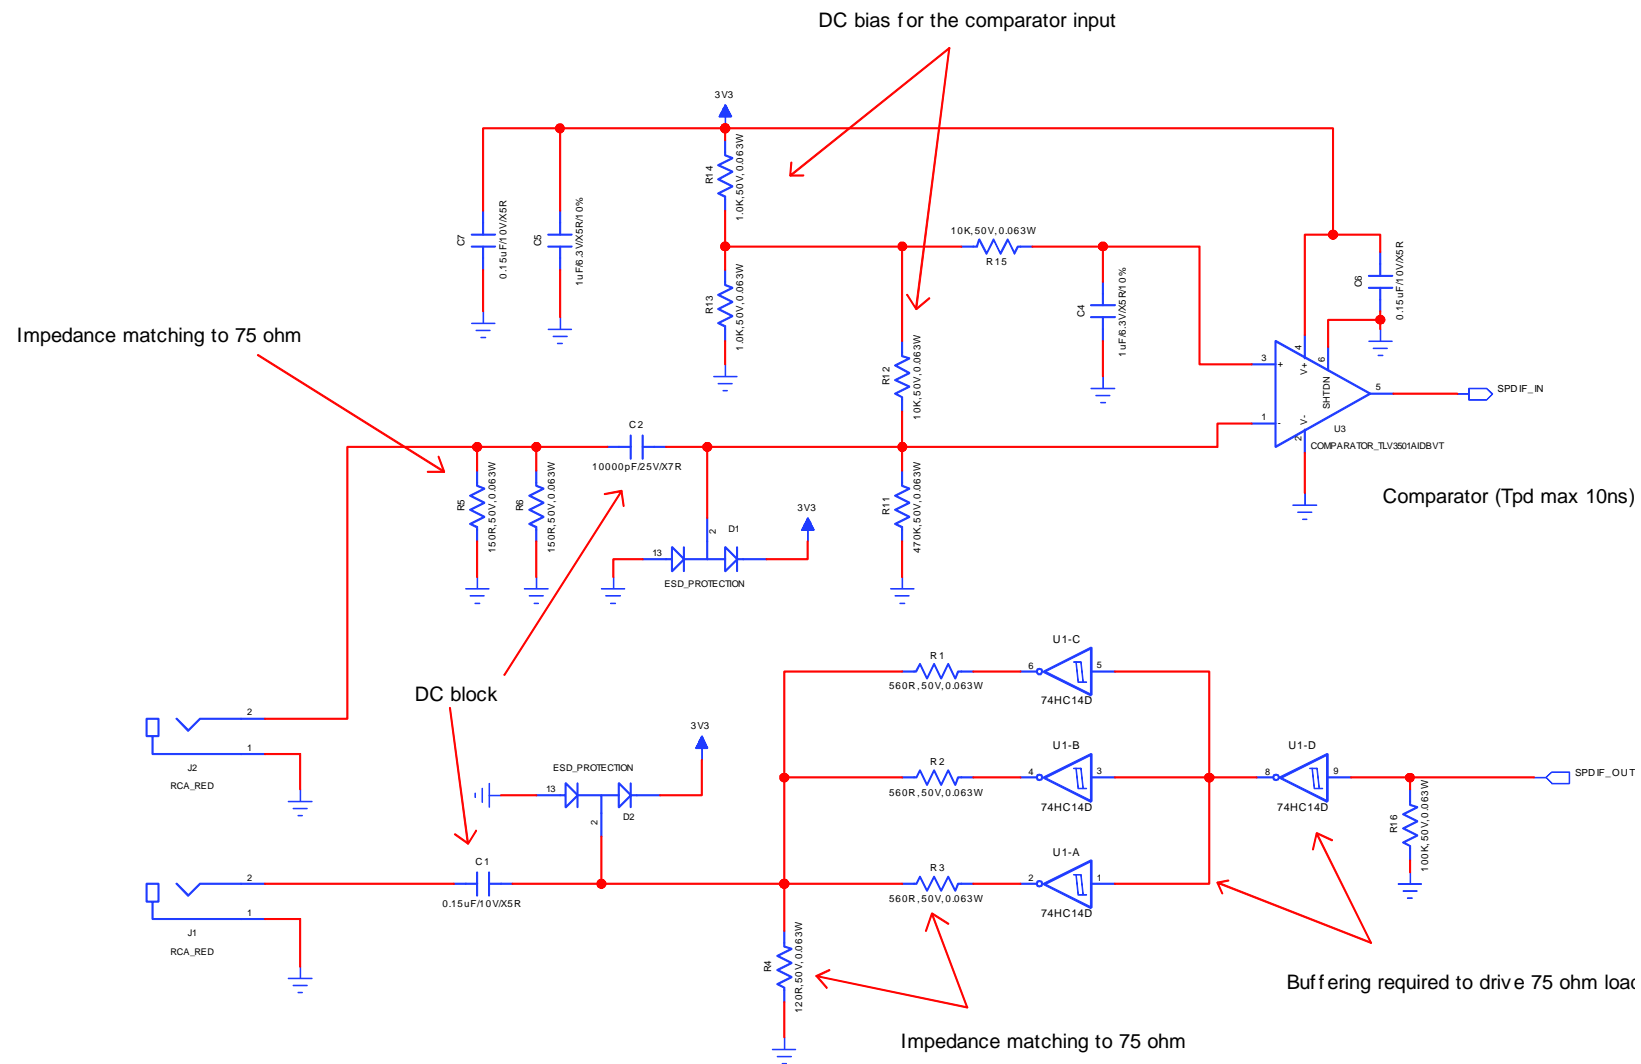 DC bias for the comparator input
3V3
R14
1.0K,50V,0.063W
C7
0.15uF/10V/X5R
C5
1uF/6.3V/X5R/10%
R13
1.0K,50V,0.063W
10K,50V,0.063W
R15
C4
1uF/6.3V/X5R/10%
C6
0.15uF/10V/X5R
Impedance matching to 75 ohm
R12
10K,50V,0.063W
3
+
4
V+
6
SHTDN
1
-
V-
2
5
SPDIF_IN
U3
COMPARATOR_TLV3501AIDBVT
Comparator (Tpd max 10ns)
C2
10000pF/25V/X7R
R5
150R,50V,0.063W
R6
150R,50V,0.063W
R11
470K,50V,0.063W
3V3
D1
2
13
ESD_PROTECTION
DC block
2
1
J2
RCA_RED
U1-C
R1
6
5
560R,50V,0.063W
74HC14D
3V3
ESD_PROTECTION
13
D2
2
U1-B
R2
4
3
560R,50V,0.063W
74HC14D
U1-D
8
9
74HC14D
SPDIF_OUT
R16
100K,50V,0.063W
U1-A
R3
2
1
560R,50V,0.063W
74HC14D
C1
0.15uF/10V/X5R
2
1
J1
RCA_RED
R4
120R,50V,0.063W
Buffering required to drive 75 ohm load
Impedance matching to 75 ohm